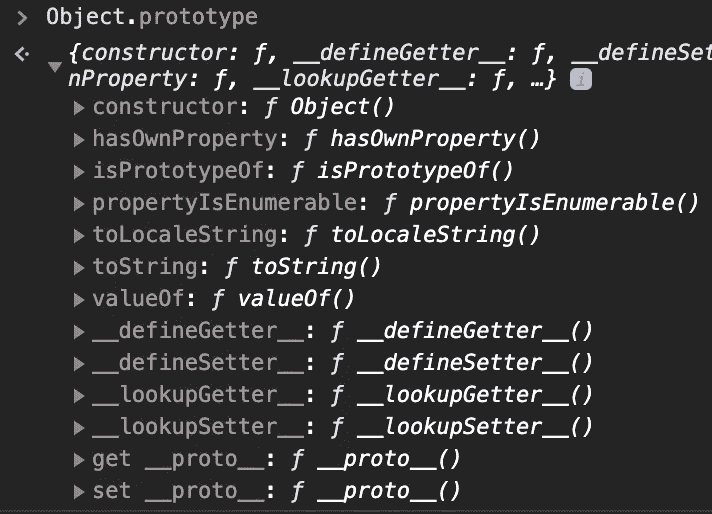 > Object.prototype
{constructor: ƒ, __defineGetter__: ƒ, __defineSet
nProperty: ƒ, __lookupGetter__: ƒ, …} i
constructor: ƒ Object()
hasOwnProperty: ƒ hasOwnProperty()
isPrototypeOf: ƒ isPrototypeOf()
propertyIsEnumerable: ƒ propertyIsEnumerable()
toLocaleString: ƒ toLocaleString()
toString: ƒ toString()
valueOf: ƒ valueOf()
__defineGetter__: ƒ __defineGetter__()
__defineSetter__: ƒ __defineSetter__()
__lookupGetter__: ƒ __lookupGetter__()
__lookupSetter__: ƒ __lookupSetter__()
get __proto__: ƒ __proto__()
set __proto__: ƒ __proto__()